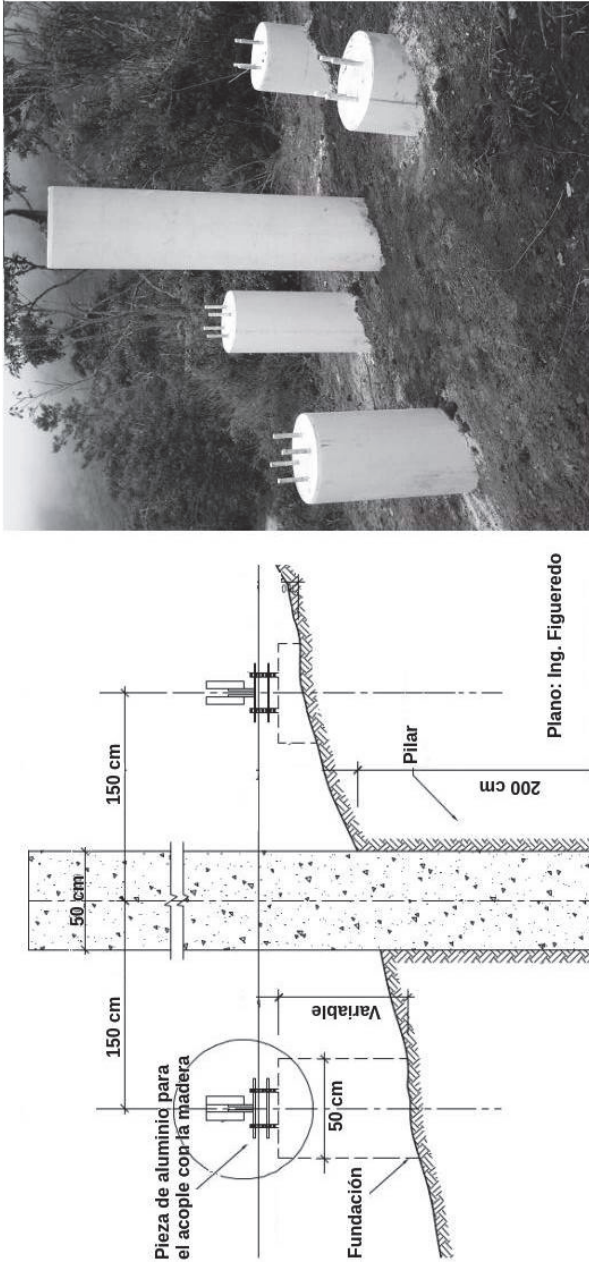 Pieza de aluminio para
el acople con la madera
150 cm
150 cm
50 cm
Variable
50 cm
Fundación
Pilar
200 cm
Plano: Ing. Figueredo